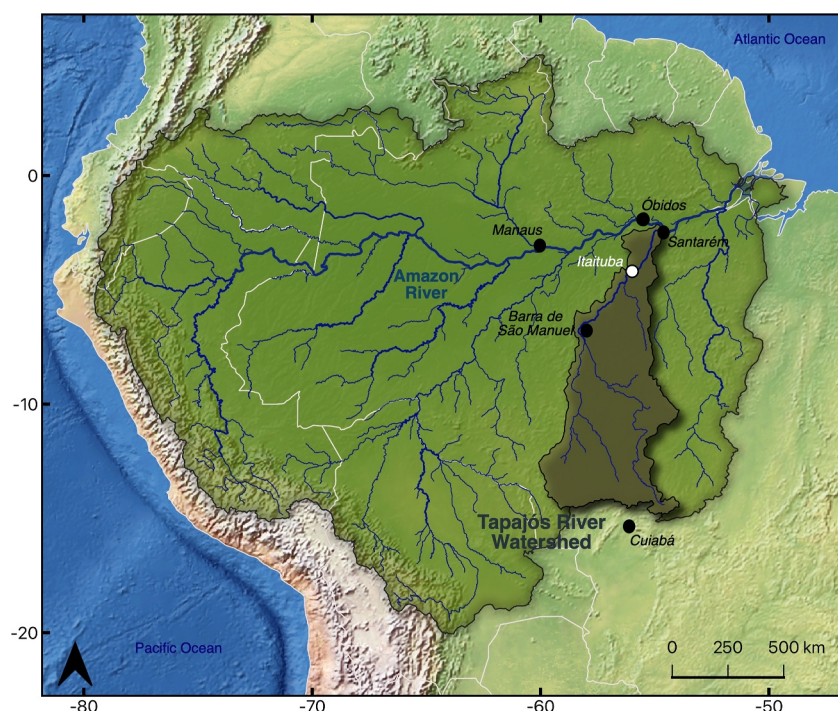 Atlantic Ocean
0
Óbidos
Manaus
Santarém
Itaituba
Amazon
River
Barra de
São Manuel
-10
Tapajós River
Watershed
Cuiabá
-20
Pacific Ocean
0 250 500 km
-80 -70 -60 -50